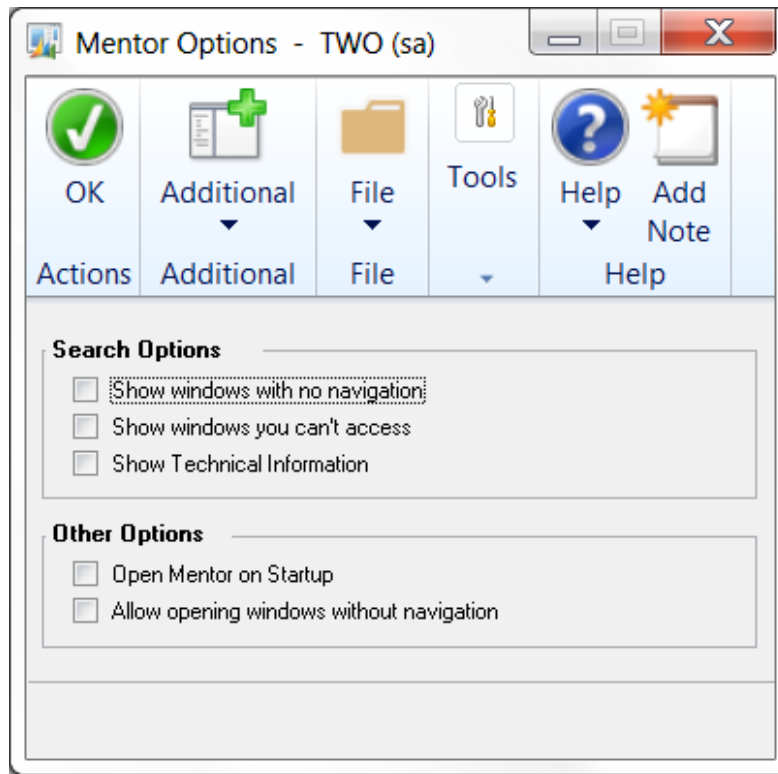 Mentor Options - TWO (sa)
OK
Additional
File
Tools
Help
Add Note
Actions
Additional
File
Help
Search Options
Show windows with no navigation
Show windows you can't access
Show Technical Information
Other Options
Open Mentor on Startup
Allow opening windows without navigation